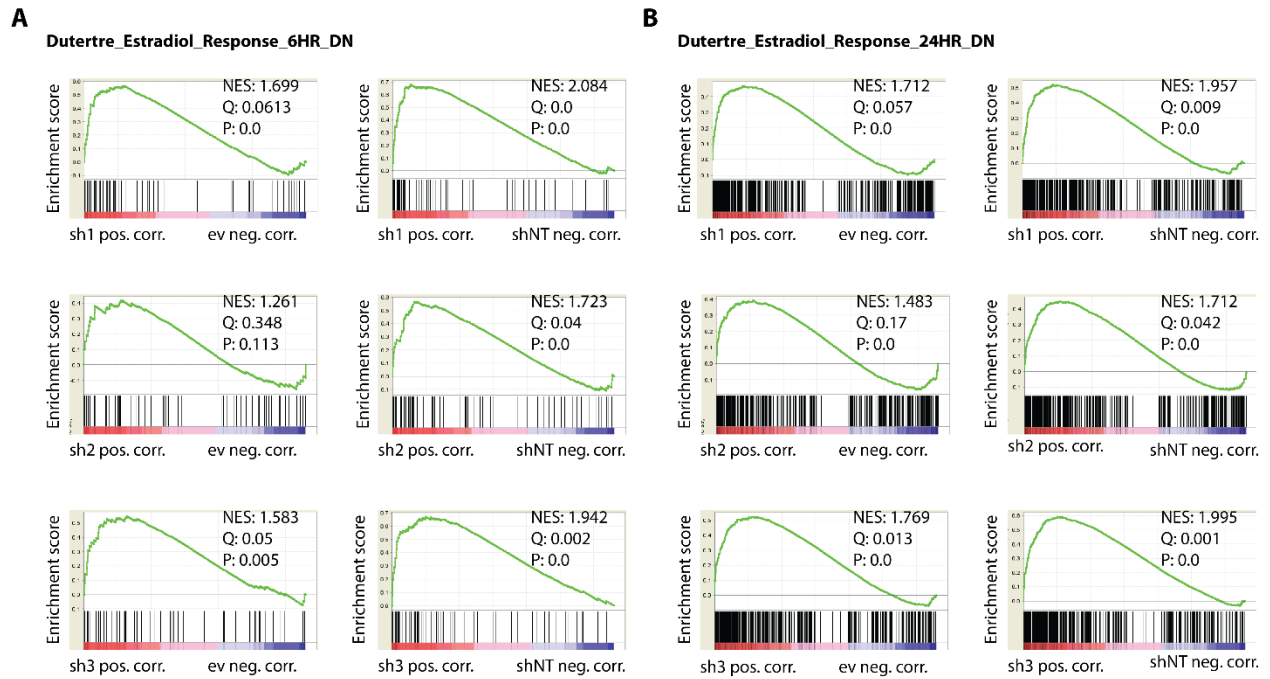 A
Dutertre_Estradiol_Response_6HR_DN
Enrichment score
NES: 1.699
Q: 0.0613
P: 0.0
sh1 pos. corr.
ev neg. corr.
Enrichment score
NES: 2.084
Q: 0.0
P: 0.0
sh1 pos. corr.
shNT neg. corr.
Enrichment score
NES: 1.261
Q: 0.348
P: 0.113
sh2 pos. corr.
ev neg. corr.
Enrichment score
NES: 1.723
Q: 0.04
P: 0.0
sh2 pos. corr.
shNT neg. corr.
Enrichment score
NES: 1.583
Q: 0.05
P: 0.005
sh3 pos. corr.
ev neg. corr.
Enrichment score
NES: 1.942
Q: 0.002
P: 0.0
sh3 pos. corr.
shNT neg. corr.
B
Dutertre_Estradiol_Response_24HR_DN
Enrichment score
NES: 1.712
Q: 0.057
P: 0.0
sh1 pos. corr.
ev neg. corr.
Enrichment score
NES: 1.957
Q: 0.009
P: 0.0
sh1 pos. corr.
shNT neg. corr.
Enrichment score
NES: 1.483
Q: 0.17
P: 0.0
sh2 pos. corr.
ev neg. corr.
Enrichment score
NES: 1.712
Q: 0.042
P: 0.0
sh2 pos. corr.
shNT neg. corr.
Enrichment score
NES: 1.769
Q: 0.013
P: 0.0
sh3 pos. corr.
ev neg. corr.
Enrichment score
NES: 1.995
Q: 0.001
P: 0.0
sh3 pos. corr.
shNT neg. corr.